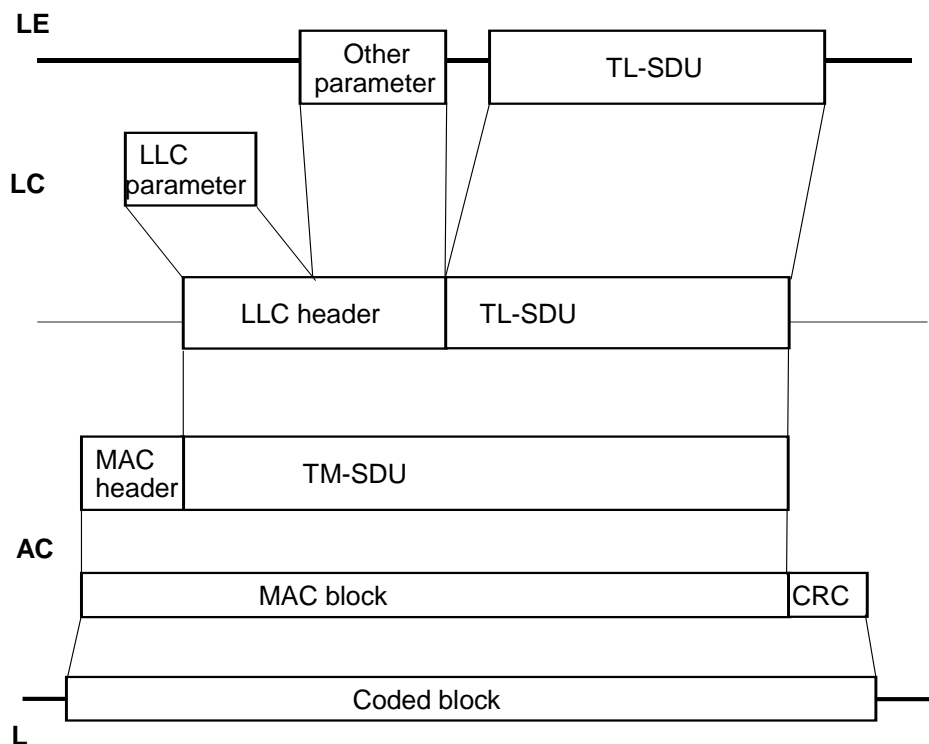 LE
Other
parameter
TL-SDU
LLC
parameter
LC
LLC header
TL-SDU
MAC
header
TM-SDU
AC
MAC block
CRC
Coded block
L